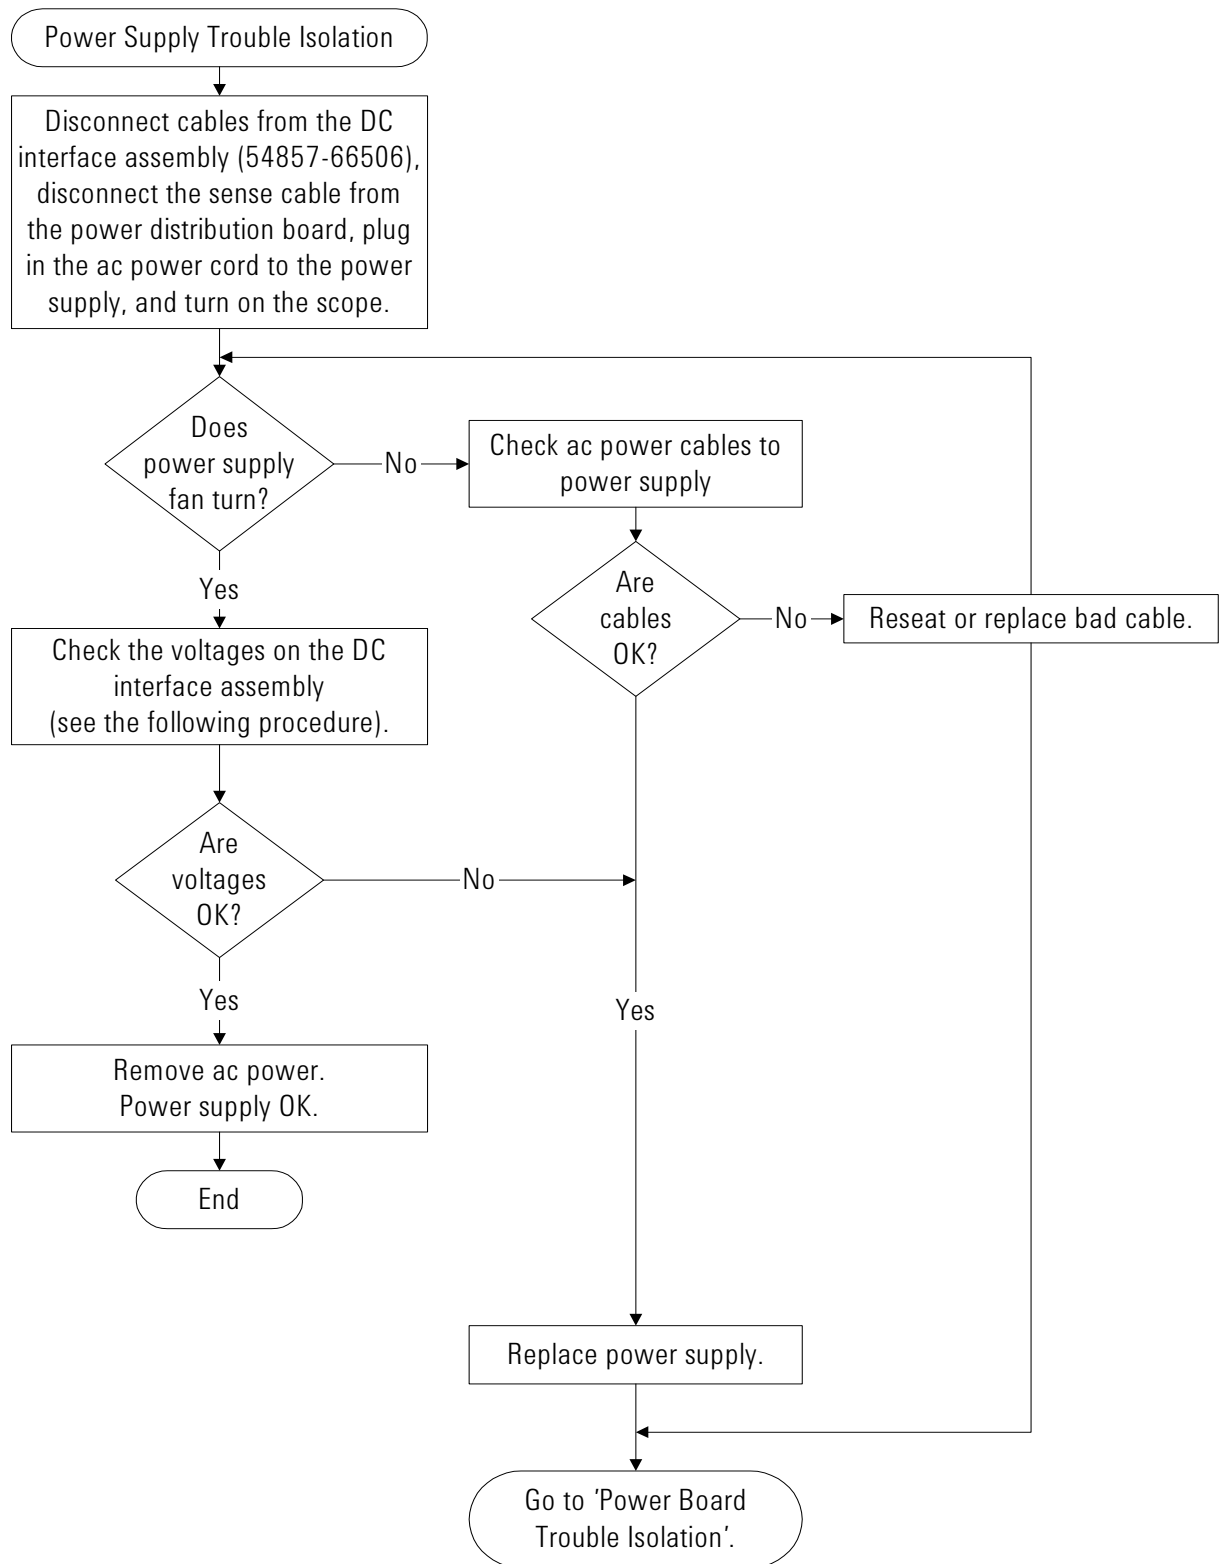 Power Supply Trouble Isolation
Disconnect cables from the DC
interface assembly (54857-66506),
disconnect the sense cable from
the power distribution board, plug
in the ac power cord to the power
supply, and turn on the scope.
Does
power supply
fan turn?
No
Check ac power cables to
power supply
Are
cables
OK?
No
Reseat or replace bad cable.
Yes
Check the voltages on the DC
interface assembly
(see the following procedure).
Are
voltages
OK?
No
Yes
Yes
Remove ac power.
Power supply OK.
End
Replace power supply.
Go to 'Power Board
Trouble Isolation'.